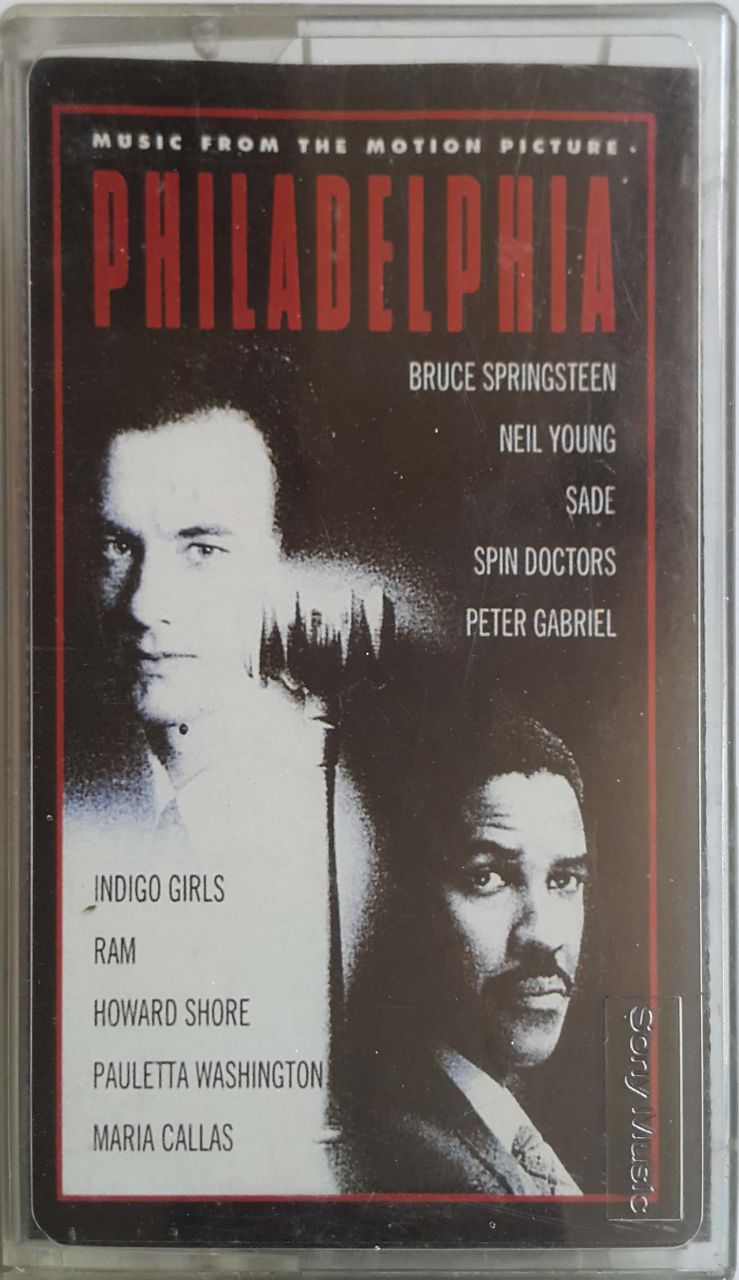 MUSIC FROM THE MOTION PICTURE
PHILADELPHIA
BRUCE SPRINGSTEEN
NEIL YOUNG
SADE
SPIN DOCTORS
PETER GABRIEL
INDIGO GIRLS
RAM
HOWARD SHORE
PAULETTA WASHINGTON
MARIA CALLAS
Sony Music